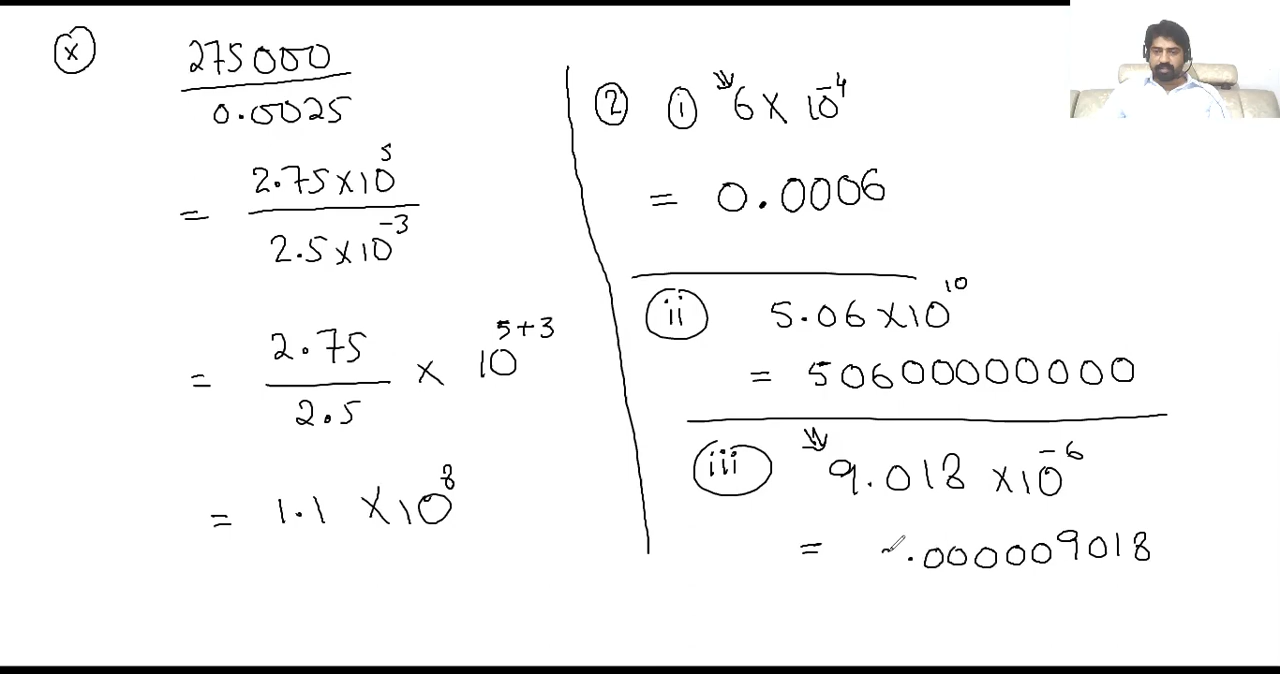 (x) 275000 / 0.0025
= 2.75 × 10^5 / 2.5 × 10^-3
= 2.75 / 2.5 × 10^5+3
= 1.1 × 10^8
(2) (i) 6 × 10^-4
= 0.0006
(ii) 5.06 × 10^10
= 50600000000
(iii) 9.018 × 10^-6
= .000009018